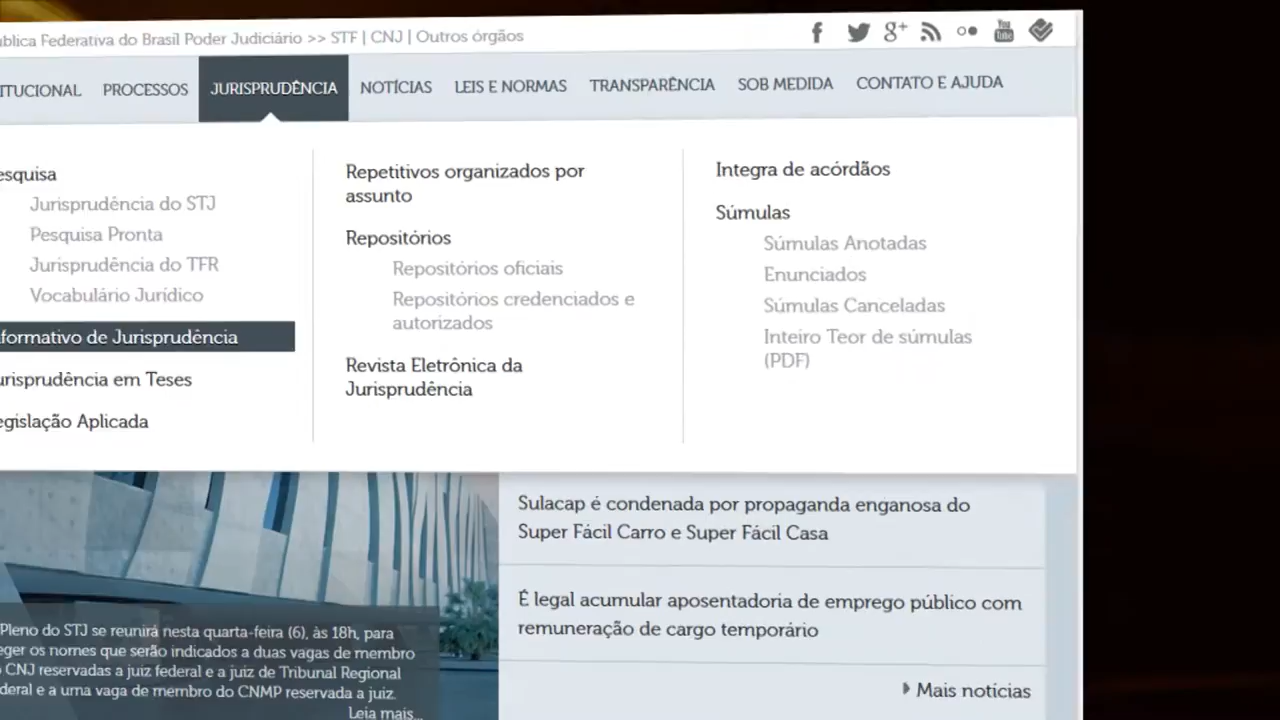 ública Federativa do Brasil Poder Judiciário >> STF | CNJ | Outros órgãos
ITUCIONAL PROCESSOS JURISPRUDÊNCIA NOTÍCIAS LEIS E NORMAS TRANSPARÊNCIA SOB MEDIDA CONTATO E AJUDA
esquisa
Jurisprudência do STJ
Pesquisa Pronta
Jurisprudência do TFR
Vocabulário Jurídico
nformativo de Jurisprudência
urisprudência em Teses
egislação Aplicada
Repetitivos organizados por
assunto
Repositórios
Repositórios oficiais
Repositórios credenciados e
autorizados
Revista Eletrônica da
Jurisprudência
Integra de acórdãos
Súmulas
Súmulas Anotadas
Enunciados
Súmulas Canceladas
Inteiro Teor de súmulas
(PDF)
Pleno do STJ se reunirá nesta quarta-feira (6), às 18h, para
eger os nomes que serão indicados a duas vagas de membro
o CNJ reservadas a juiz federal e a juiz de Tribunal Regional
deral e a uma vaga de membro do CNMP reservada a juiz.
Leia mais...
Sulacap é condenada por propaganda enganosa do
Super Fácil Carro e Super Fácil Casa
É legal acumular aposentadoria de emprego público com
remuneração de cargo temporário
Mais notícias